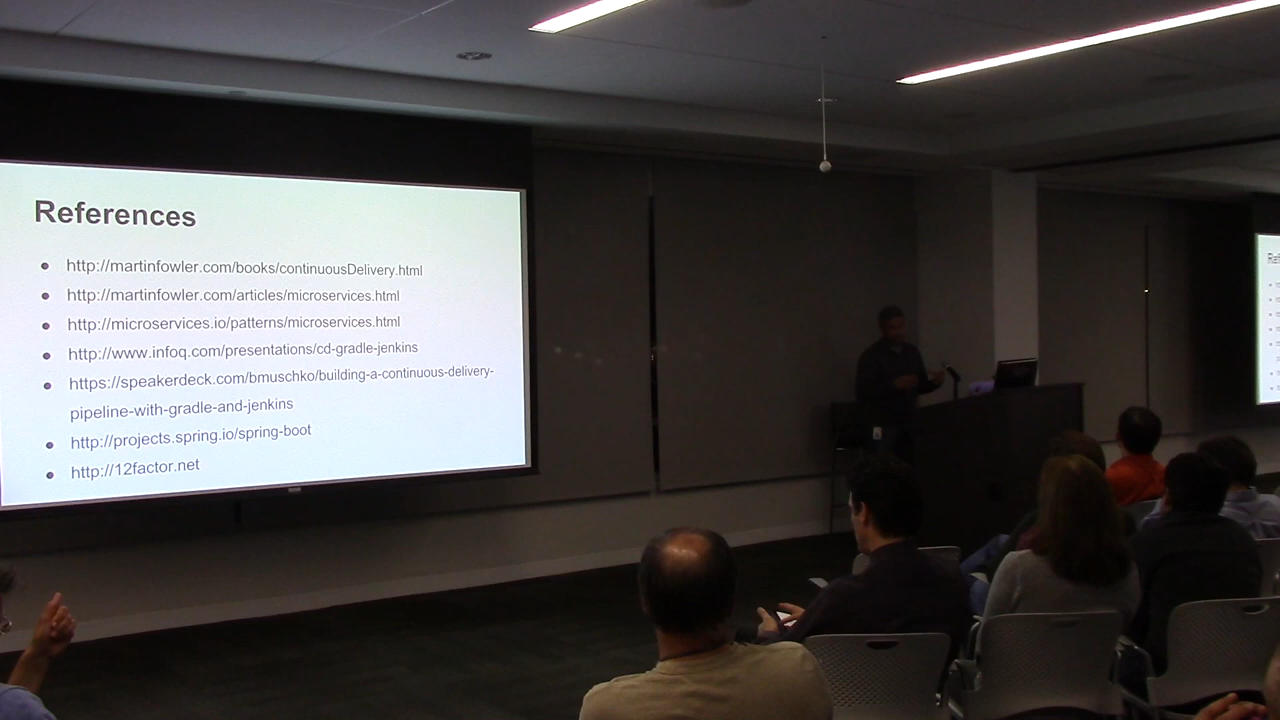 References
http://martinfowler.com/books/continuousDelivery.html
http://martinfowler.com/articles/microservices.html
http://microservices.io/patterns/microservices.html
http://www.infoq.com/presentations/cd-gradle-jenkins
https://speakerdeck.com/bmuschko/building-a-continuous-delivery-
pipeline-with-gradle-and-jenkins
http://projects.spring.io/spring-boot
http://12factor.net